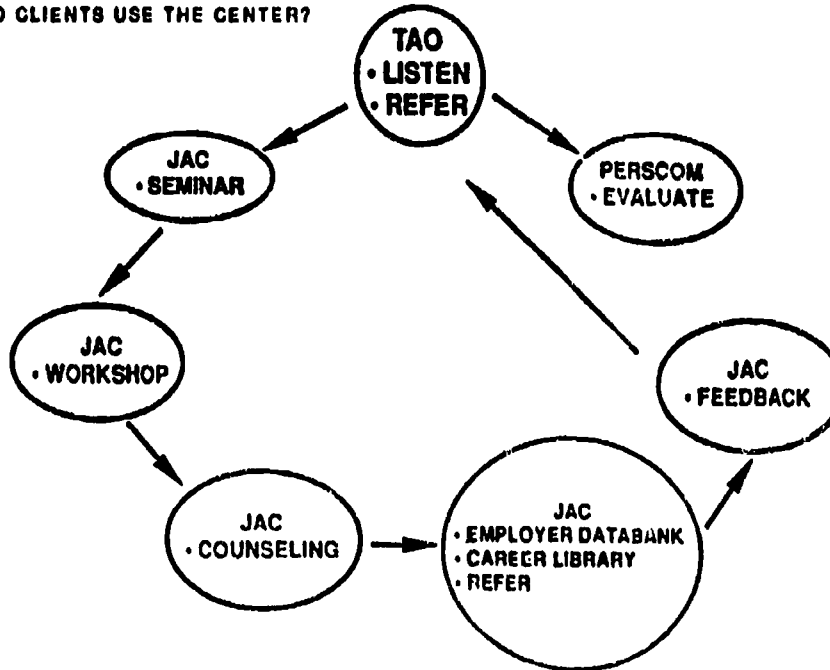 CLIENTS USE THE CENTER?
TAO
• LISTEN
• REFER
JAC
• SEMINAR
PERSCOM
• EVALUATE
JAC
• WORKSHOP
JAC
• FEEDBACK
JAC
• COUNSELING
JAC
• EMPLOYER DATABANK
• CAREER LIBRARY
• REFER